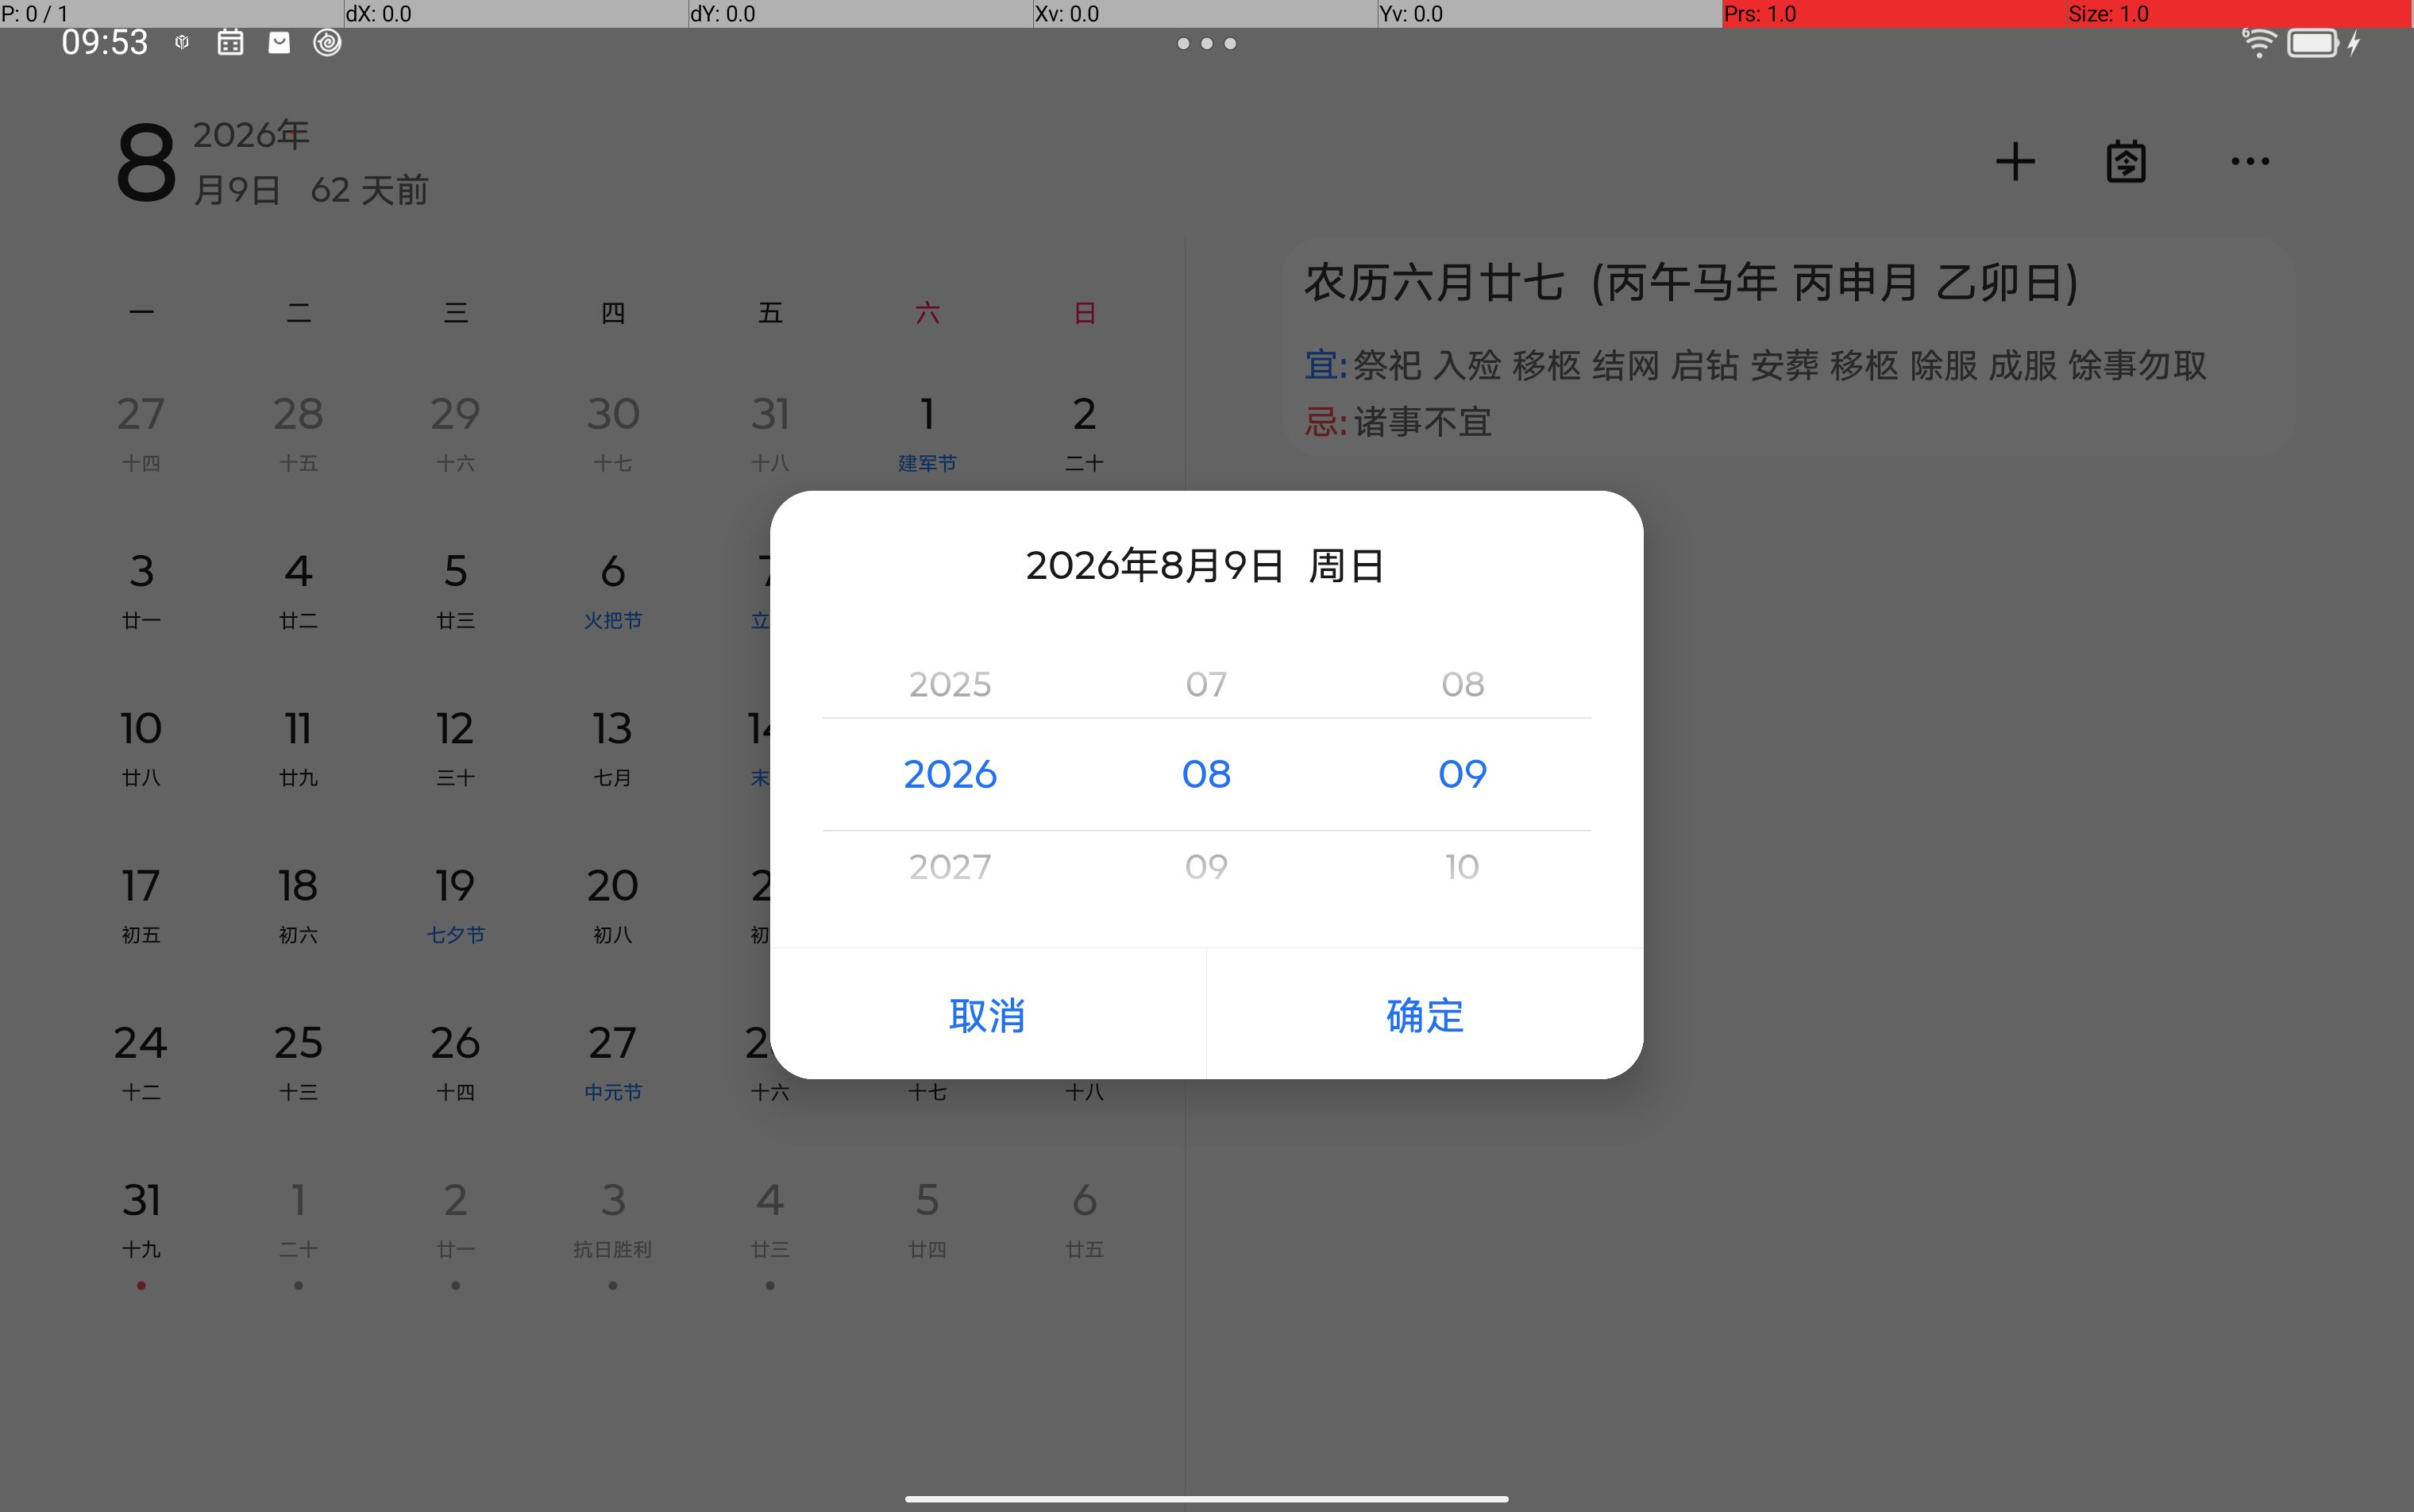 P: 0 / 1 dX: 0.0 dY: 0.0 Xv: 0.0 Yv: 0.0 Prs: 1.0 Size: 1.0
09:53 6
8 2026年
月9日 62 天前
一 二 三 四 五 六 日
27 28 29 30 31 1 2
十四 十五 十六 十七 十八 建军节 二十
3 4 5 6
廿一 廿二 廿三 火把节 立
10 11 12 13
廿八 廿九 三十 七月 末
17 18 19 20 2
初五 初六 七夕节 初八 初
24 25 26 27 2
十二 十三 十四 中元节 十六 十七 十八
31 1 2 3 4 5 6
十九 二十 廿一 抗日胜利 廿三 廿四 廿五
今
农历六月廿七 (丙午马年 丙申月 乙卯日)
宜: 祭祀 入殓 移柩 结网 启钻 安葬 移柩 除服 成服 馀事勿取
忌: 诸事不宜
2026年8月9日 周日
2025 07 08
2026 08 09
2027 09 10
取消 确定